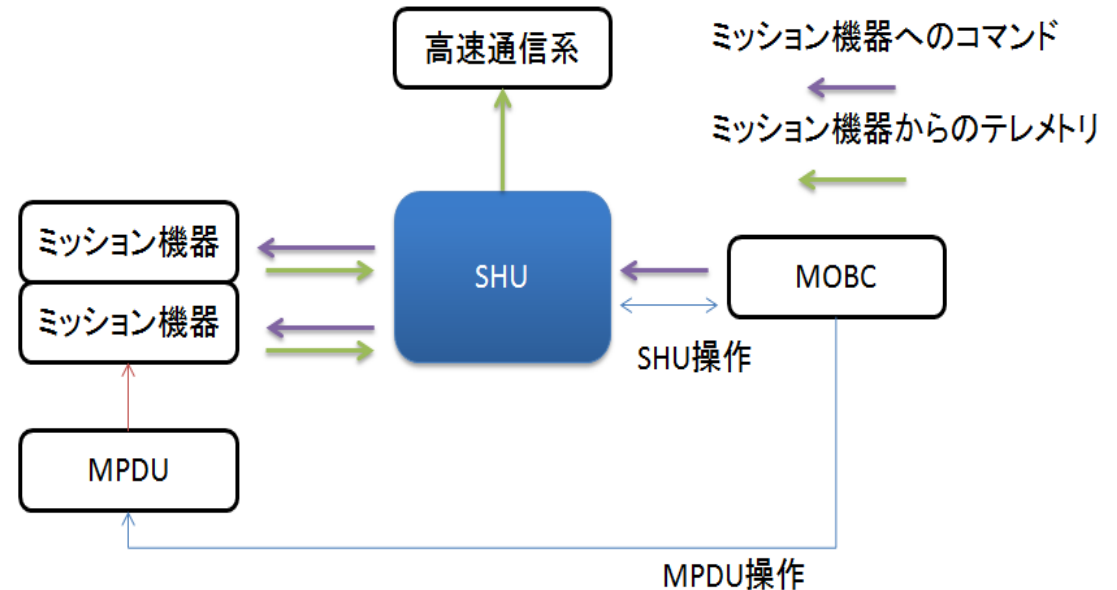 高速通信系
ミッション機器へのコマンド
ミッション機器からのテレメトリ
ミッション機器
ミッション機器
SHU
MOBC
SHU操作
MPDU
MPDU操作